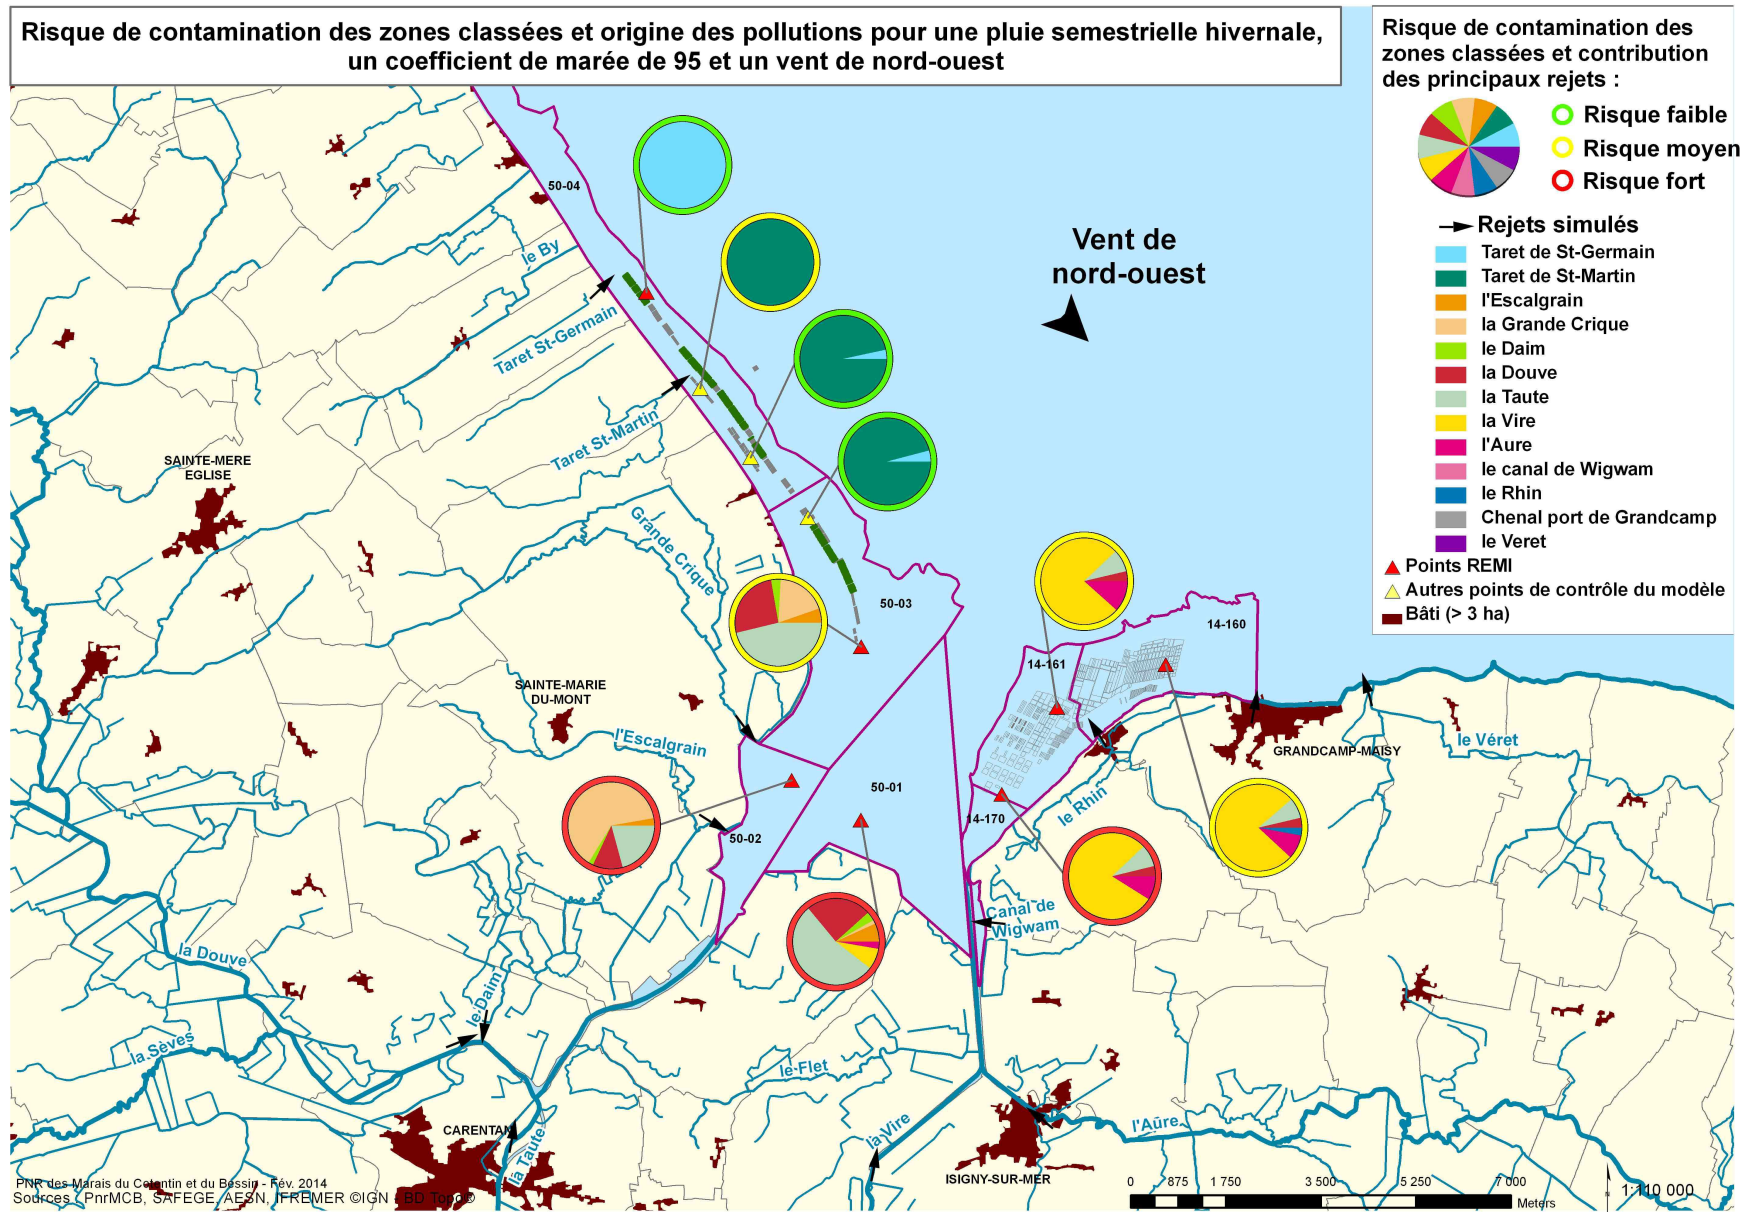 Risque de contamination des zones classées et origine des pollutions pour une pluie semestrielle hivernale,
un coefficient de marée de 95 et un vent de nord-ouest
Risque de contamination des
zones classées et contribution
des principaux rejets :
Risque faible
Risque moyen
Risque fort
Rejets simulés
Taret de St-Germain
Taret de St-Martin
l'Escalgrain
la Grande Crique
le Daim
la Douve
la Taute
la Vire
l'Aure
le canal de Wigwam
le Rhin
Chenal port de Grandcamp
le Veret
Points REMI
Autres points de contrôle du modèle
Bâti (> 3 ha)
Vent de
nord-ouest
50-04
le By
Taret St-Germain
Taret St-Martin
SAINTE-MERE
EGLISE
Grande Crique
50-03
14-160
14-161
SAINTE-MARIE
DU-MONT
l'Escalgrain
GRANDCAMP-MAISY
le Véret
50-01
le Rhin
14-170
50-02
Canal de
Wigwam
la Douve
le Daim
la Sèves
le Flet
CARENTAN
la Taute
la Vire
l'Aure
ISIGNY-SUR-MER
PNR des Marais du Cotentin et du Bessin - Fév. 2014
Sources : PnrMCB, SAFEGE, AESN, IFREMER ©IGN - BD Topo®
0 875 1 750 3 500 5 250 7 000
Meters
N
1:110 000